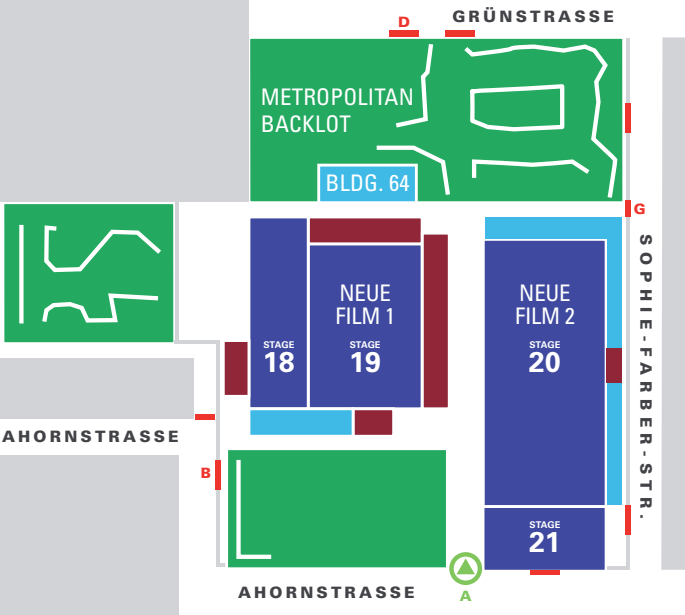 D
GRÜNSTRASSE
METROPOLITAN
BACKLOT
BLDG. 64
G
SOPHIE-FARBER-STR.
NEUE
FILM 1
NEUE
FILM 2
STAGE
18
STAGE
19
STAGE
20
AHORNSTRASSE
B
STAGE
21
AHORNSTRASSE
A